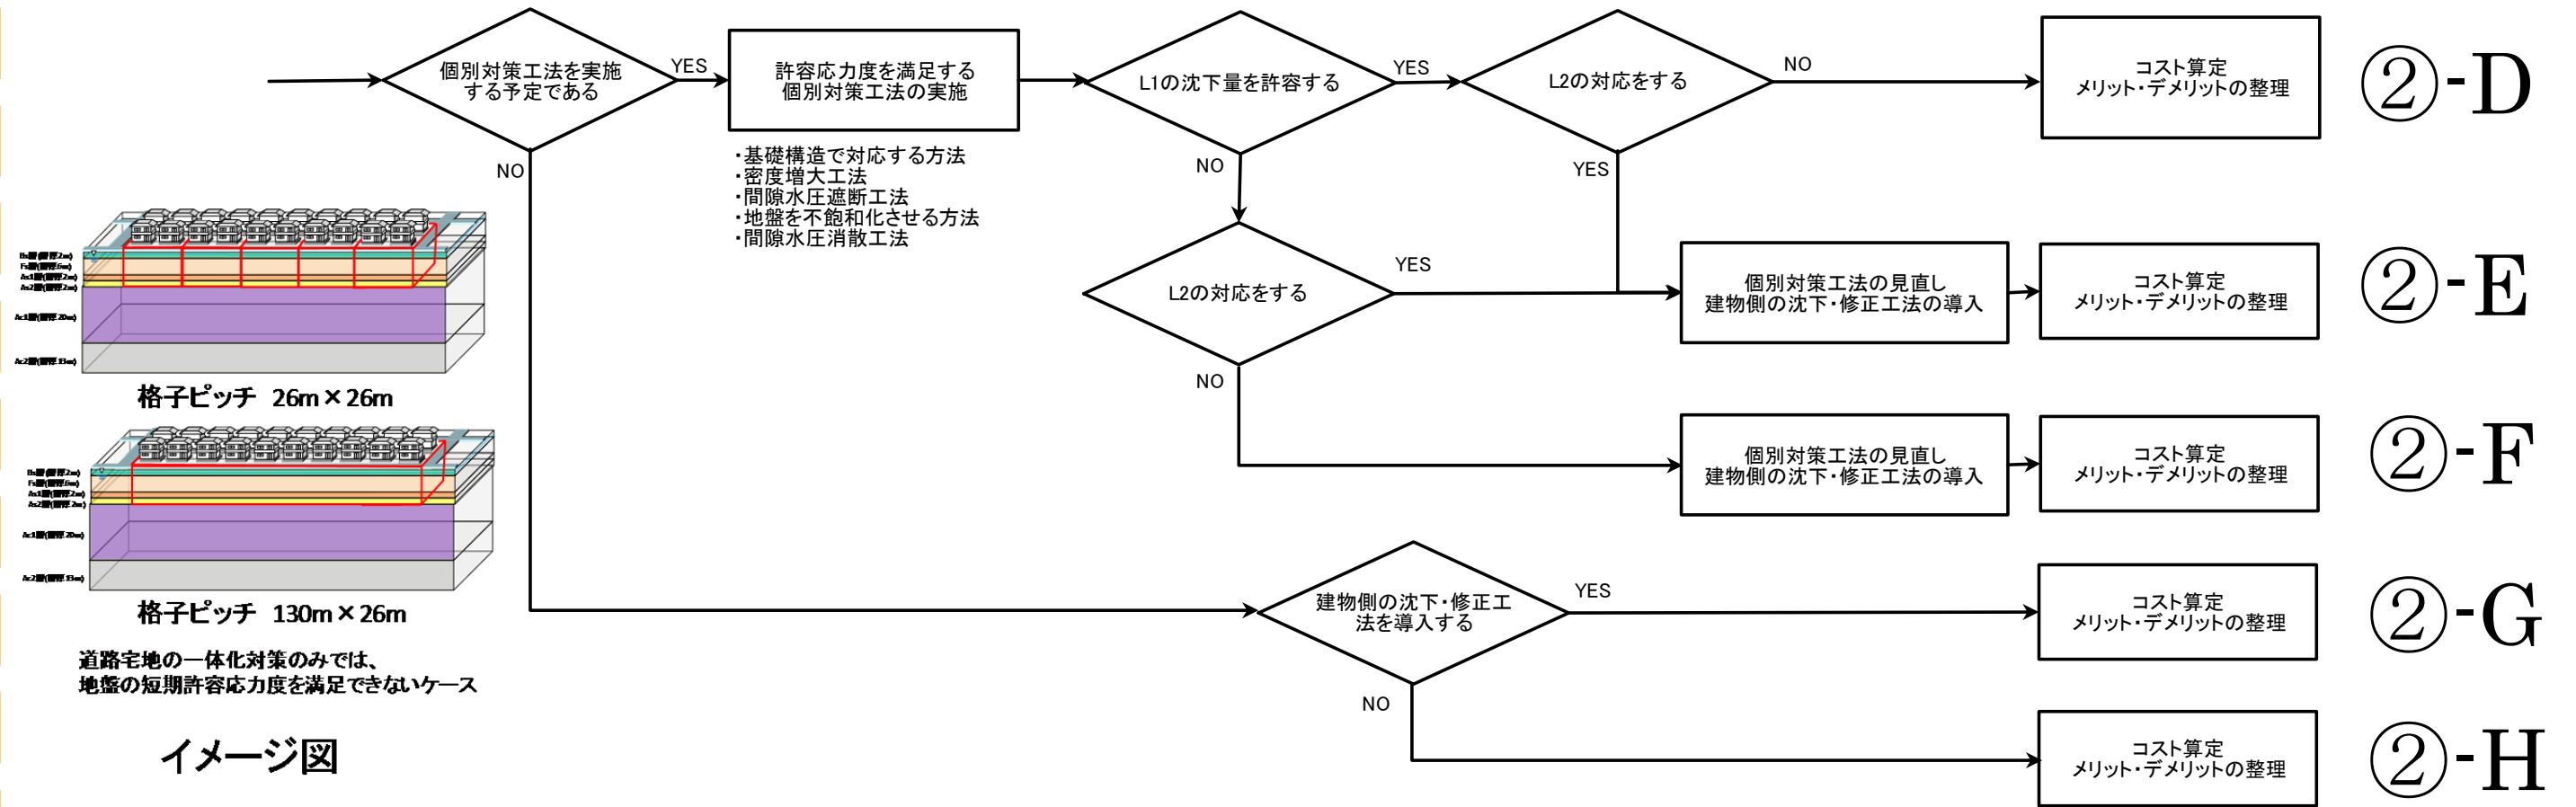 個別対策工法を実施
する予定である
YES
NO
許容応力度を満足する
個別対策工法の実施
・基礎構造で対応する方法
・密度増大工法
・間隙水圧遮断工法
・地盤を不飽和化させる方法
・間隙水圧消散工法
L1の沈下量を許容する
YES
NO
L2の対応をする
NO
YES
コスト算定
メリット・デメリットの整理
②-D
L2の対応をする
YES
NO
個別対策工法の見直し
建物側の沈下・修正工法の導入
コスト算定
メリット・デメリットの整理
②-E
個別対策工法の見直し
建物側の沈下・修正工法の導入
コスト算定
メリット・デメリットの整理
②-F
建物側の沈下・修正工
法を導入する
YES
NO
コスト算定
メリット・デメリットの整理
②-G
コスト算定
メリット・デメリットの整理
②-H
格子ピッチ 26m×26m
格子ピッチ 130m×26m
道路宅地の一体化対策のみでは、
地盤の短期許容応力度を満足できないケース
イメージ図